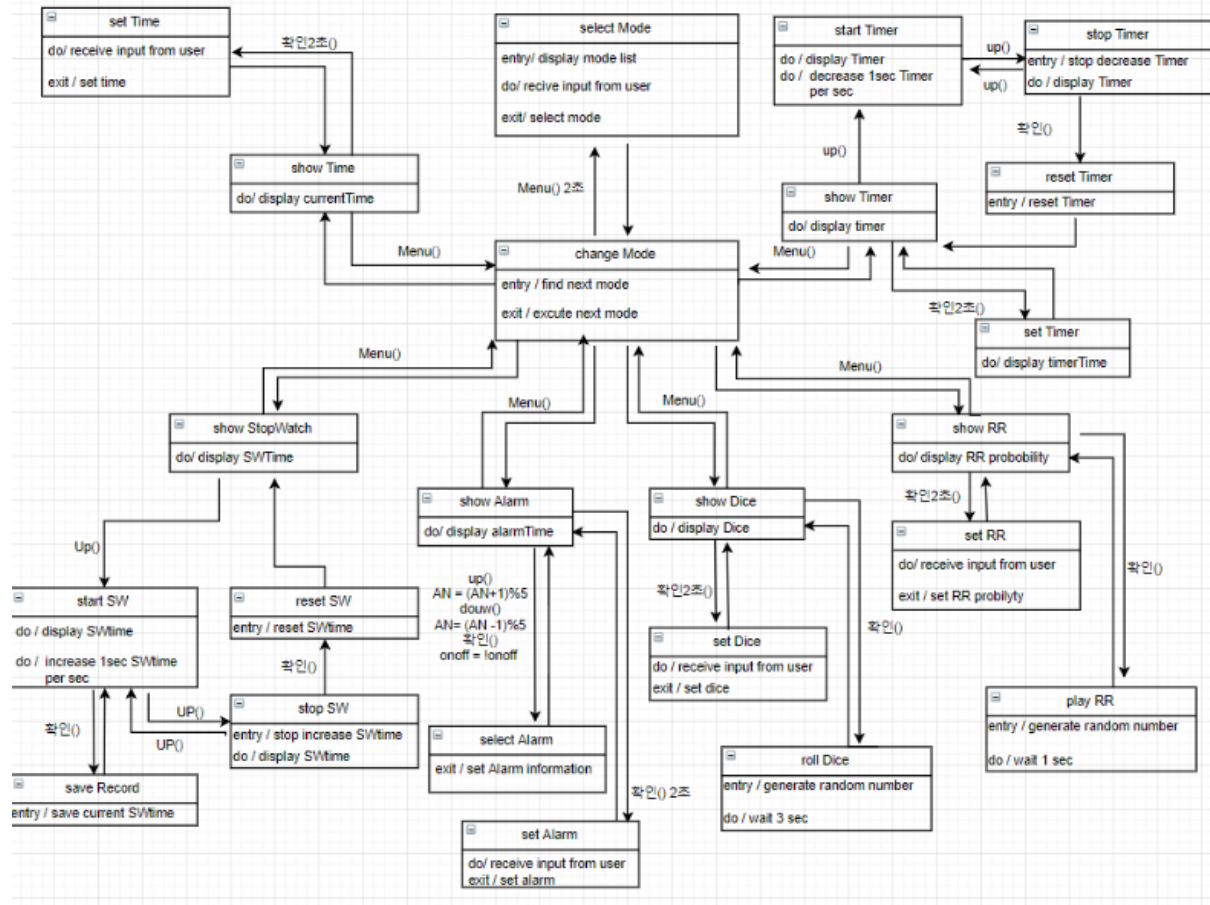 set Time
do/ receive input from user
exit / set time
확인2초()
select Mode
entry/ display mode list
do/ recive input from user
exit/ select mode
start Timer
do / display Timer
do / decrease 1sec Timer
per sec
up()
up()
stop Timer
entry / stop decrease Timer
do / display Timer
확인()
reset Timer
entry / reset Timer
show Time
do/ display currentTime
Menu() 2초
up()
show Timer
do/ display timer
Menu()
Menu()
change Mode
entry / find next mode
exit / excute next mode
확인2초()
set Timer
do/ display timerTime
Menu()
Menu()
Menu()
Menu()
show StopWatch
do/ display SWTime
show RR
do/ display RR probobility
확인2초()
set RR
do/ receive input from user
exit / set RR probilyty
확인()
show Alarm
do/ display alarmTime
show Dice
do / display Dice
Up()
start SW
do / display SWtime
do / increase 1sec SWtime
per sec
reset SW
entry / reset SWtime
확인()
up()
AN = (AN+1)%5
douw()
AN= (AN -1)%5
확인()
onoff = !onoff
확인2초()
set Dice
do / receive input from user
exit / set dice
확인()
UP()
UP()
stop SW
entry / stop increase SWtime
do / display SWtime
확인()
save Record
entry / save current SWtime
select Alarm
exit / set Alarm information
확인() 2초
set Alarm
do/ receive input from user
exit / set alarm
roll Dice
entry / generate random number
do / wait 3 sec
play RR
entry / generate random number
do / wait 1 sec